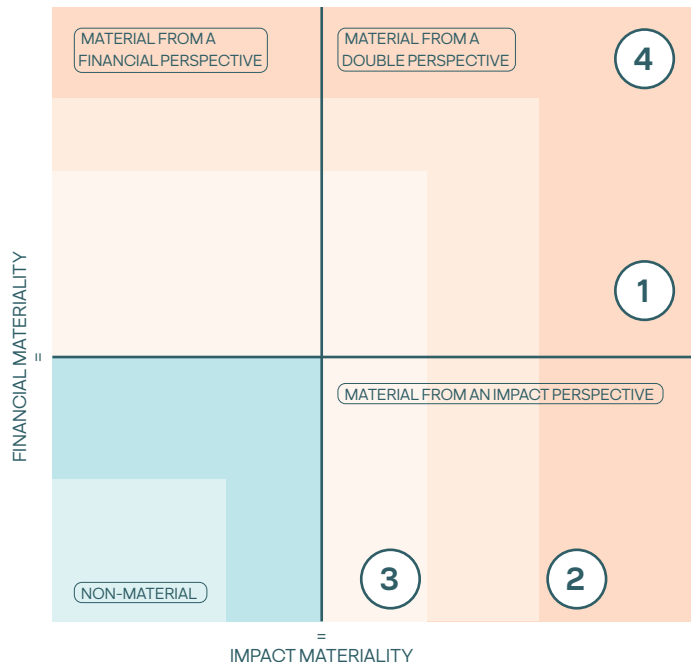 MATERIAL FROM A
FINANCIAL PERSPECTIVE
MATERIAL FROM A
DOUBLE PERSPECTIVE
4
1
FINANCIAL MATERIALITY
=
MATERIAL FROM AN IMPACT PERSPECTIVE
3
2
NON-MATERIAL
=
IMPACT MATERIALITY